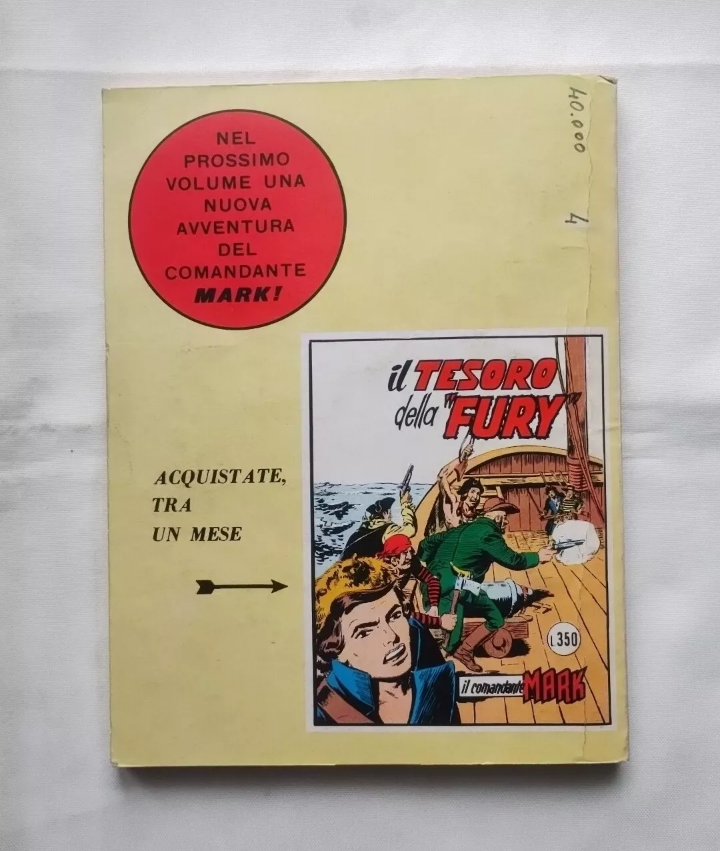 NEL
PROSSIMO
VOLUME UNA
NUOVA
AVVENTURA
DEL
COMANDANTE
MARK!
40.000
4
il TESORO
della "FURY"
ACQUISTATE,
TRA
UN MESE
L.350
il comandante MARK